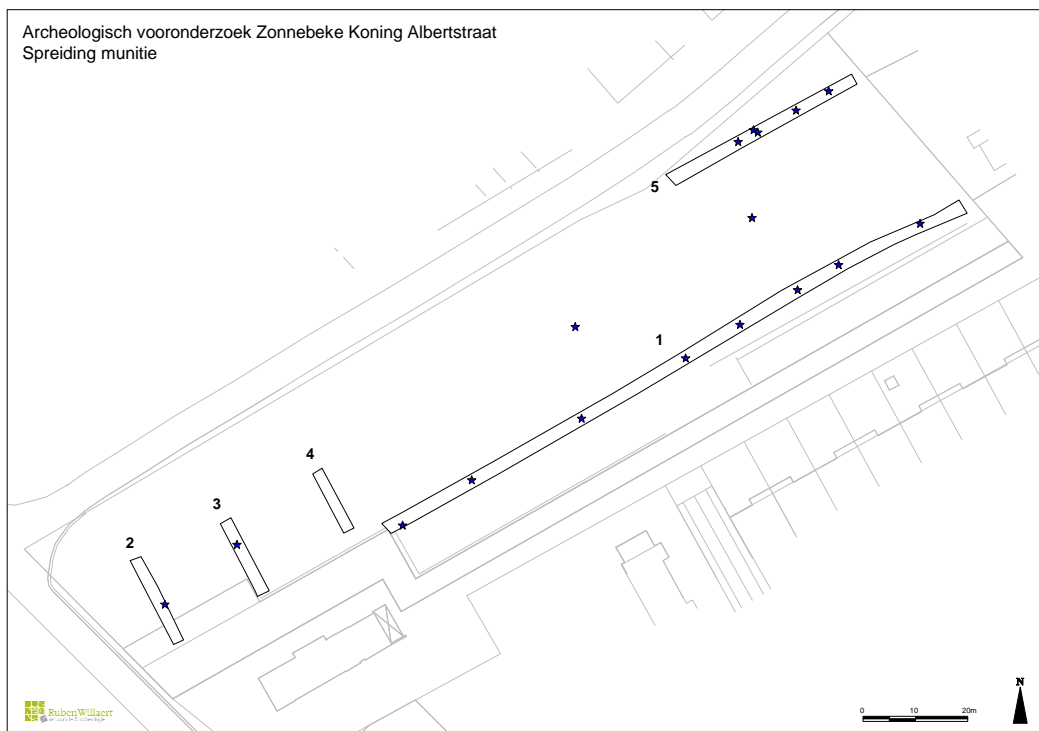 Archeologisch vooronderzoek Zonnebeke Koning Albertstraat
Spreiding munitie
5
1
4
3
2
N
RubenWillaert
0 10 20m